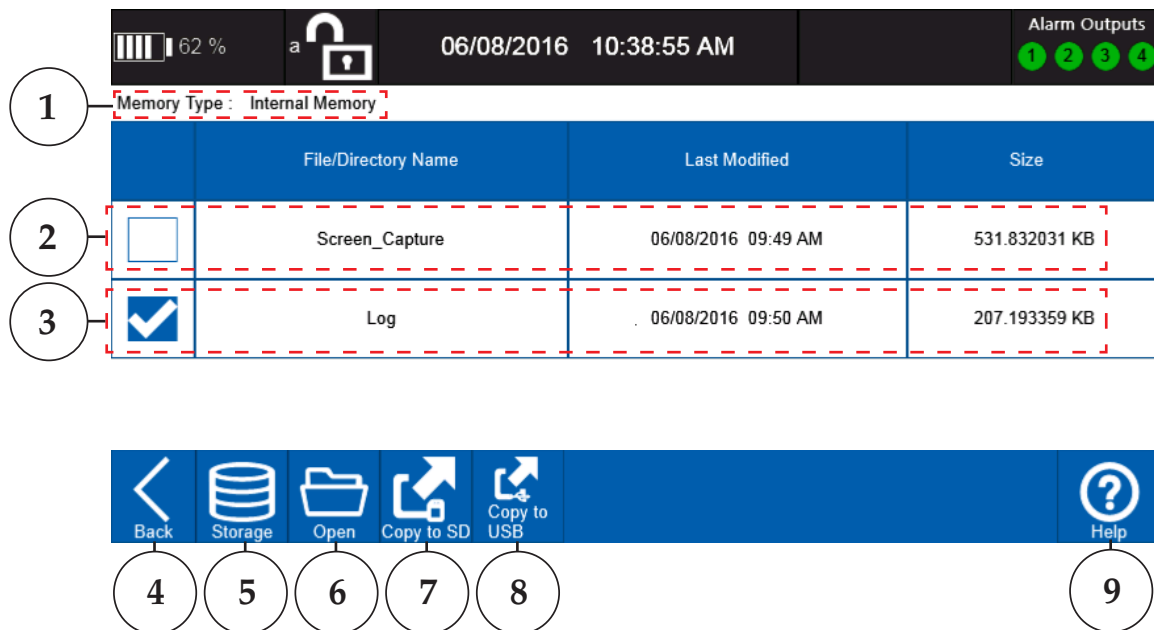 62 % a 06/08/2016 10:38:55 AM Alarm Outputs
1 2 3 4
1 Memory Type : Internal Memory
File/Directory Name Last Modified Size
2 Screen_Capture 06/08/2016 09:49 AM 531.832031 KB
3 Log 06/08/2016 09:50 AM 207.193359 KB
?
Copy to
Back Storage Open Copy to SD USB Help
4 5 6 7 8 9